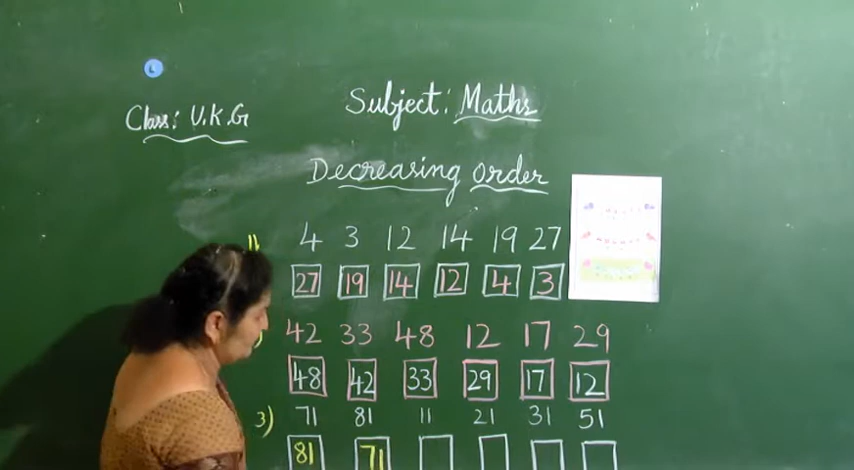 Class: U.K.G
Subject: Maths
Decreasing order
4 3 12 14 19 27
27 19 14 12 4 3
42 33 48 12 17 29
48 42 33 29 17 12
3) 71 81 11 21 31 51
81 71